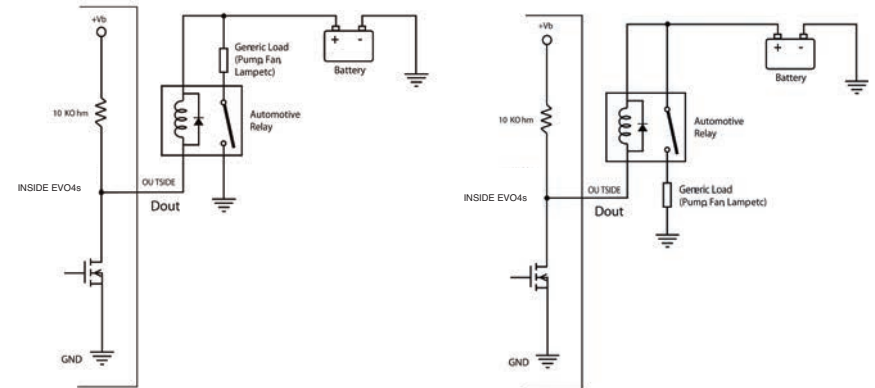 +Vb
Generic Load
(Pump, Fan,
Lampetc)
+ -
Battery
10 KOhm
Automotive
Relay
INSIDE EVO4s
OUTSIDE
Dout
GND
+Vb
+ -
Battery
10 KOhm
Automotive
Relay
INSIDE EVO4s
OUTSIDE
Dout
Generic Load
(Pump, Fan, Lampetc)
GND